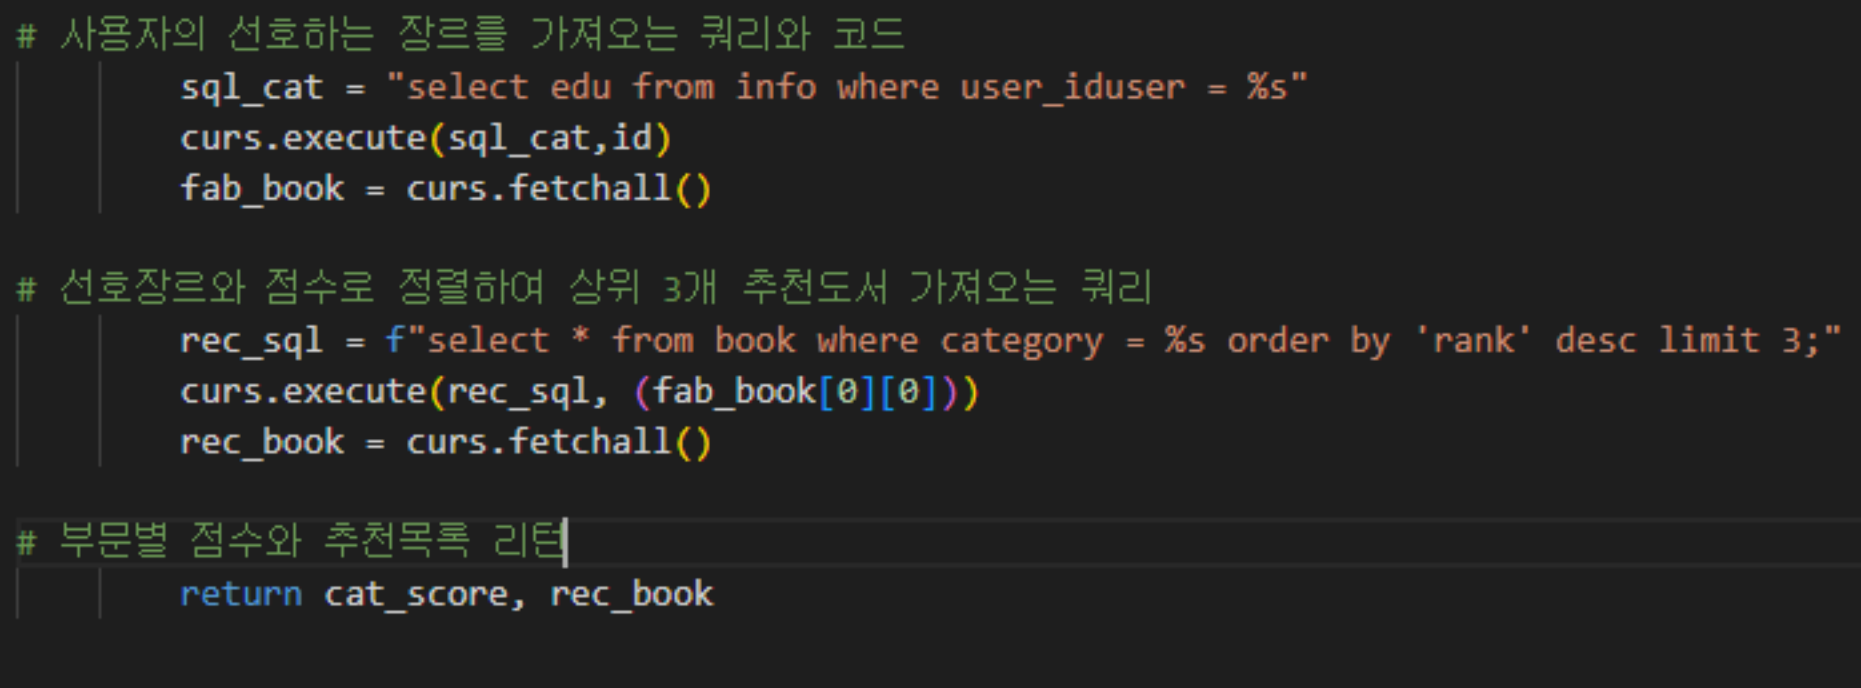 # 사용자의 선호하는 장르를 가져오는 쿼리와 코드
sql_cat = "select edu from info where user_iduser = %s"
curs.execute(sql_cat,id)
fab_book = curs.fetchall()
# 선호장르와 점수로 정렬하여 상위 3개 추천도서 가져오는 쿼리
rec_sql = f"select * from book where category = %s order by 'rank' desc limit 3;"
curs.execute(rec_sql, (fab_book[0][0]))
rec_book = curs.fetchall()
# 부문별 점수와 추천목록 리턴
return cat_score, rec_book